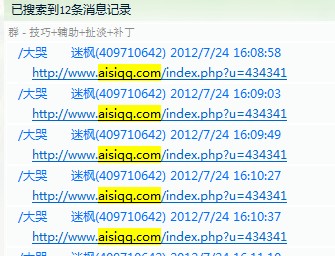 已搜索到12条消息记录
群 - 技巧+辅助+扯淡+补丁
/大哭 迷枫(409710642) 2012/7/24 16:08:58
http://www.aisiqq.com/index.php?u=434341
/大哭 迷枫(409710642) 2012/7/24 16:09:03
http://www.aisiqq.com/index.php?u=434341
/大哭 迷枫(409710642) 2012/7/24 16:09:49
http://www.aisiqq.com/index.php?u=434341
/大哭 迷枫(409710642) 2012/7/24 16:10:27
http://www.aisiqq.com/index.php?u=434341
/大哭 迷枫(409710642) 2012/7/24 16:10:37
http://www.aisiqq.com/index.php?u=434341